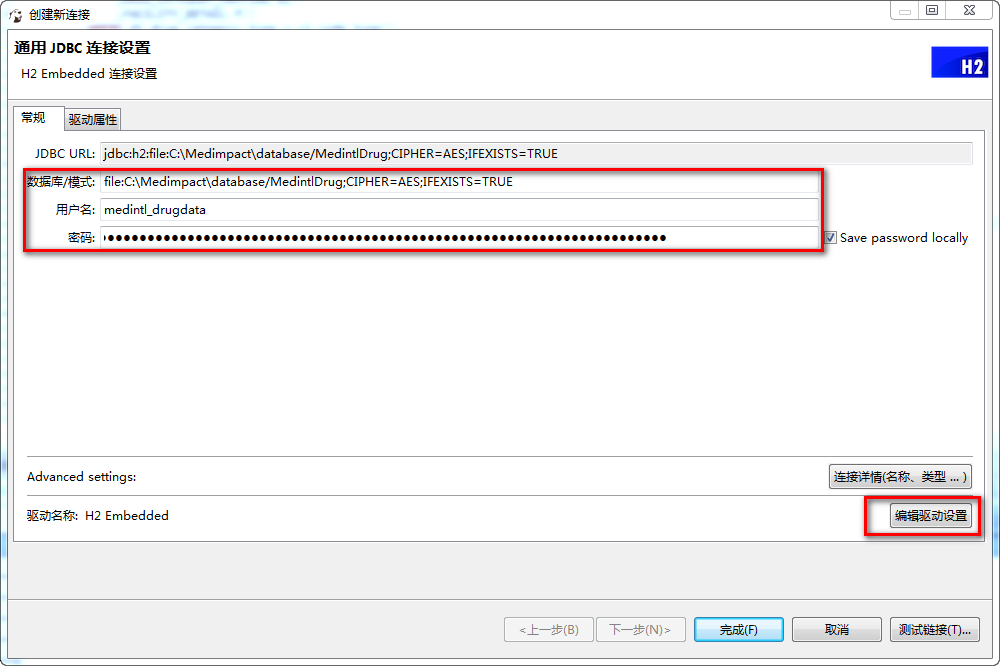 创建新连接
通用 JDBC 连接设置
H2 Embedded 连接设置
H2
常规 驱动属性
JDBC URL: jdbc:h2:file:C:\Medimpact\database/MedintlDrug;CIPHER=AES;IFEXISTS=TRUE
数据库/模式: file:C:\Medimpact\database/MedintlDrug;CIPHER=AES;IFEXISTS=TRUE
用户名: medintl_drugdata
密码: Save password locally
Advanced settings: 连接详情(名称、类型 ... )
驱动名称: H2 Embedded 编辑驱动设置
<上一步(B) 下一步(N)> 完成(F) 取消 测试链接(T)...